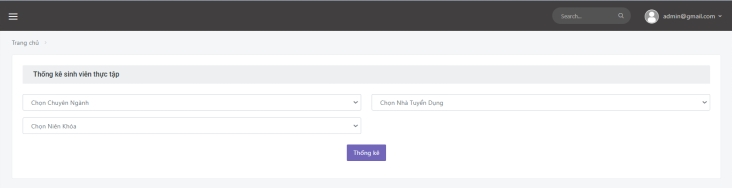 Search...
admin@gmail.com
Trang chủ
Thống kê sinh viên thực tập
Chọn Chuyên Ngành
Chọn Nhà Tuyển Dụng
Chọn Niên Khóa
Thống kê